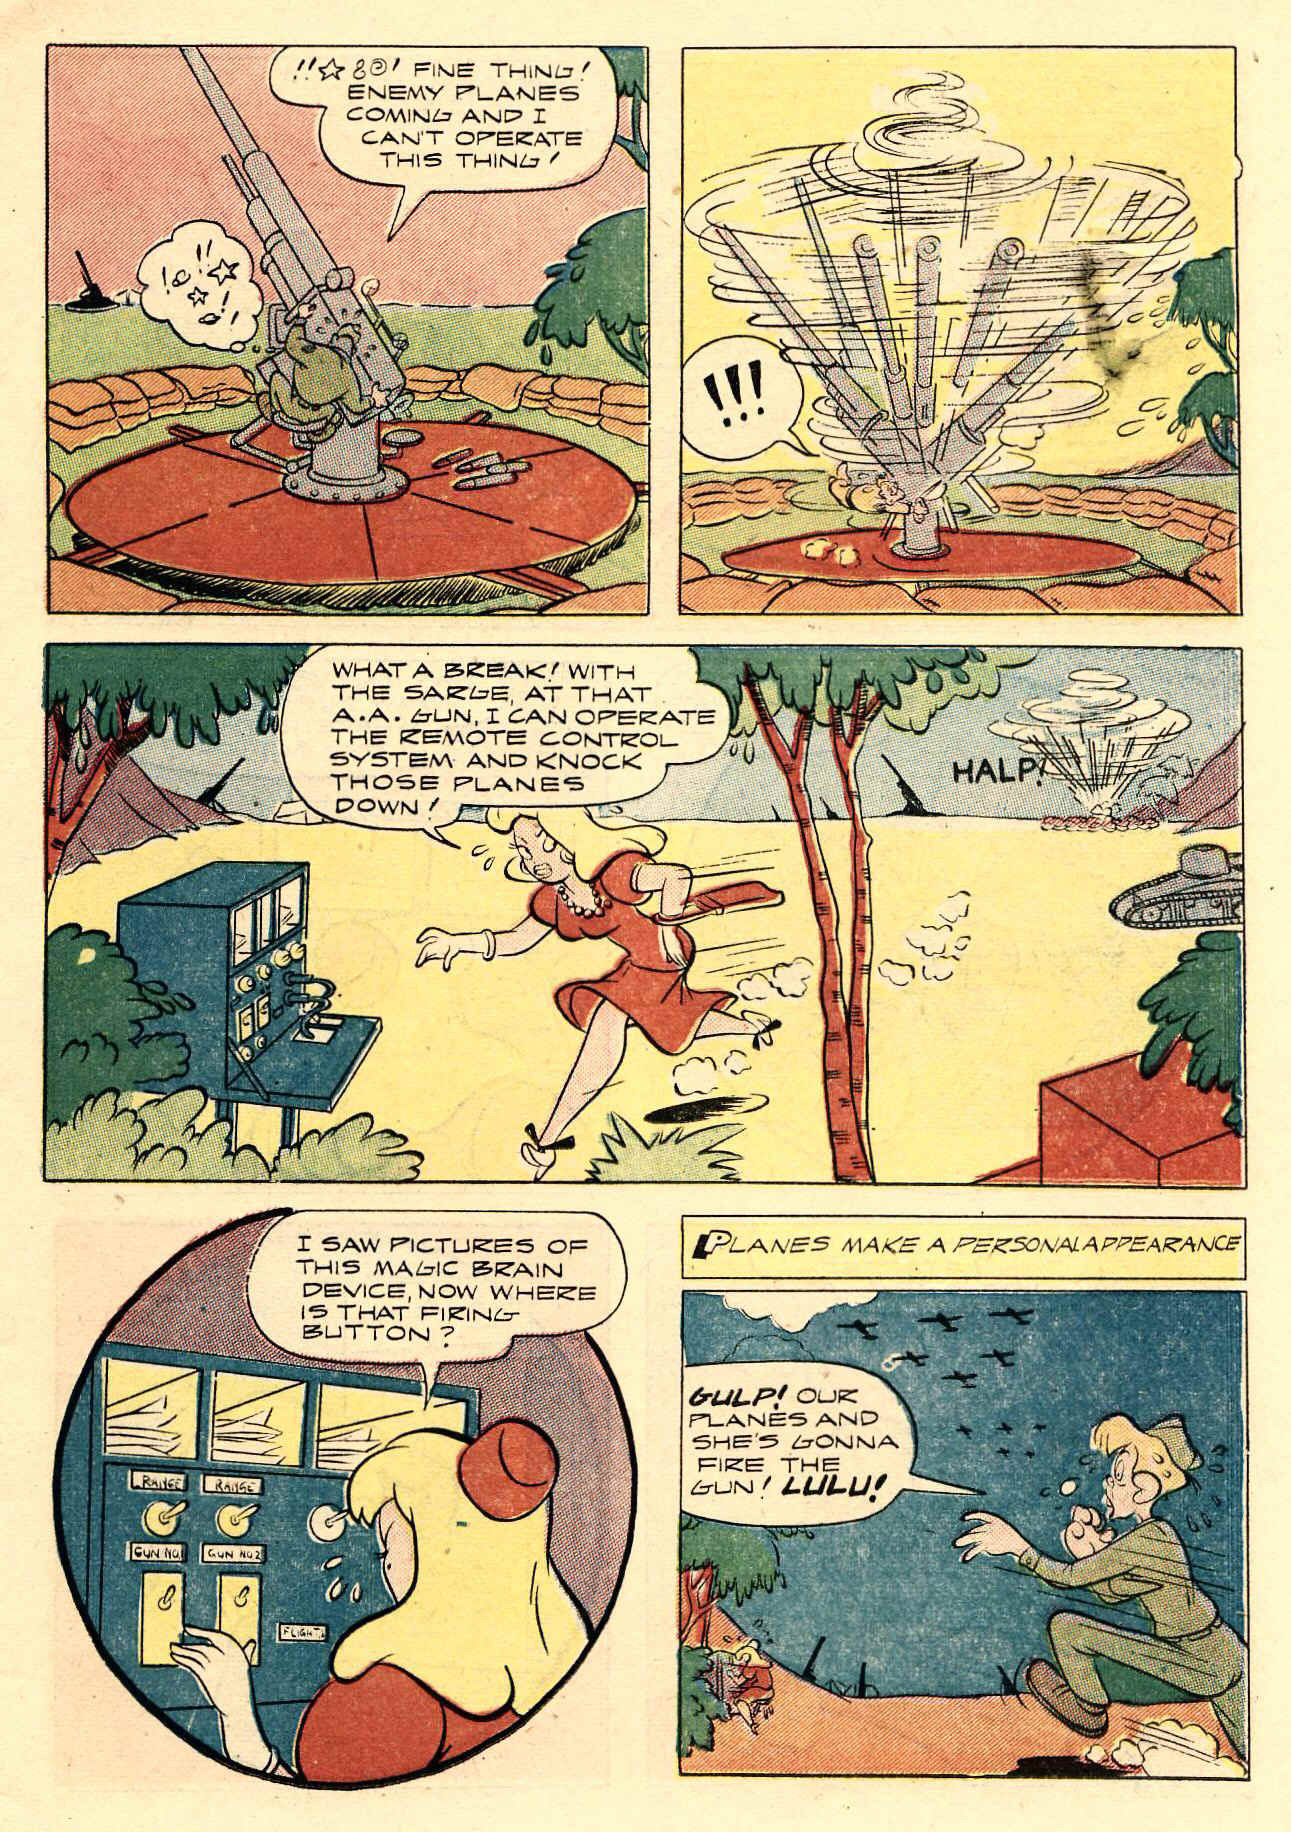 !!☆&@' FINE THING!
ENEMY PLANES
COMING AND I
CAN'T OPERATE
THIS THING!
!@!!☆
☆!!
!!!
WHAT A BREAK! WITH
THE SARGE, AT THAT
A.A. GUN, I CAN OPERATE
THE REMOTE CONTROL
SYSTEM AND KNOCK
THOSE PLANES
DOWN!
HALP!
I SAW PICTURES OF
THIS MAGIC BRAIN
DEVICE, NOW WHERE
IS THAT FIRING
BUTTON?
RANGE RANGE
GUN NO.1 GUN NO 2
FLIGHT
PLANES MAKE A PERSONAL APPEARANCE
GULP! OUR
PLANES AND
SHE'S GONNA
FIRE THE
GUN! LULU!